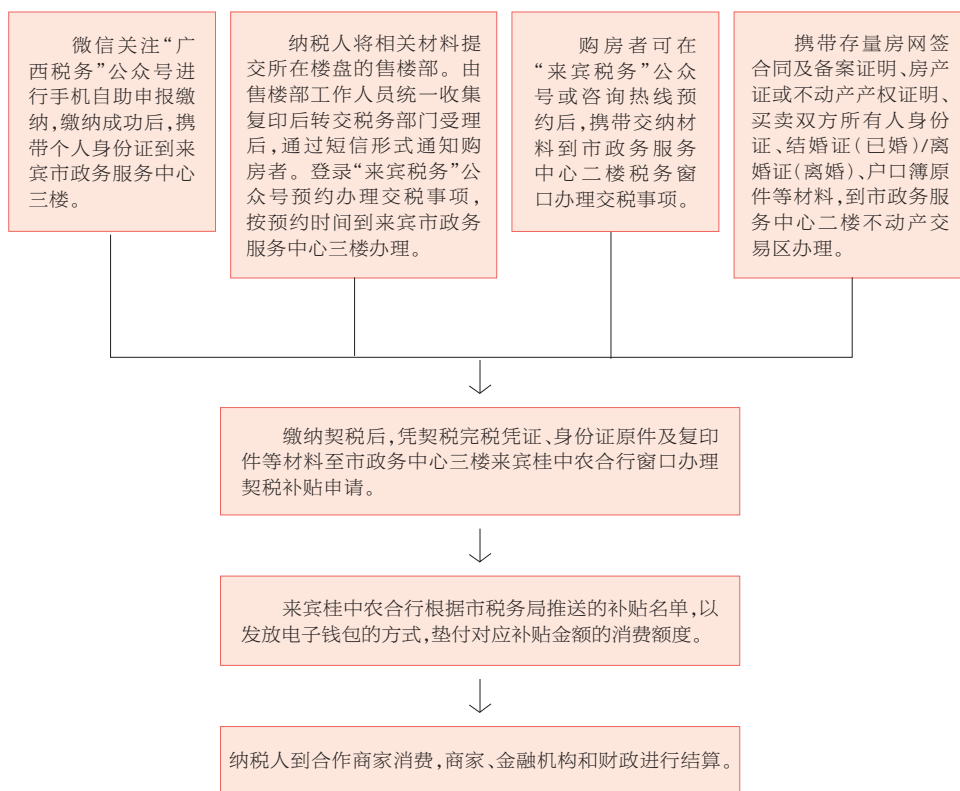 微信关注“广
西税务”公众号进
行手机自助申报缴
纳,缴纳成功后,携
带个人身份证到来
宾市政务服务中心
三楼。
纳税人将相关材料提
交所在楼盘的售楼部。由
售楼部工作人员统一收集
复印后转交税务部门受理
后,通过短信形式通知购
房者。登录“来宾税务”公
众号预约办理交税事项,
按预约时间到来宾市政务
服务中心三楼办理。
购房者可在
“来宾税务”公众
号或咨询热线预
约后,携带交纳材
料到市政务服务
中心二楼税务窗
口办理交税事项。
携带存量房网签
合同及备案证明、房产
证或不动产产权证明、
买卖双方所有人身份
证、结婚证(已婚)/离
婚证(离婚)、户口簿原
件等材料,到市政务服
务中心二楼不动产交
易区办理。
缴纳契税后,凭契税完税凭证、身份证原件及复印
件等材料至市政务中心三楼来宾桂中农合行窗口办理
契税补贴申请。
来宾桂中农合行根据市税务局推送的补贴名单,以
发放电子钱包的方式,垫付对应补贴金额的消费额度。
纳税人到合作商家消费,商家、金融机构和财政进行结算。